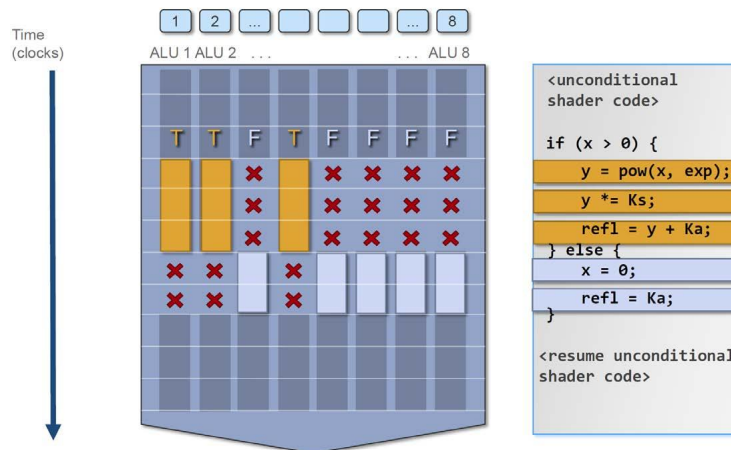 Time
(clocks)
1 2 ... ... 8
ALU 1 ALU 2 . . . . . . ALU 8
T T F T F F F F
<unconditional
shader code>
if (x > 0) {
y = pow(x, exp);
y *= Ks;
refl = y + Ka;
} else {
x = 0;
refl = Ka;
}
<resume unconditional
shader code>